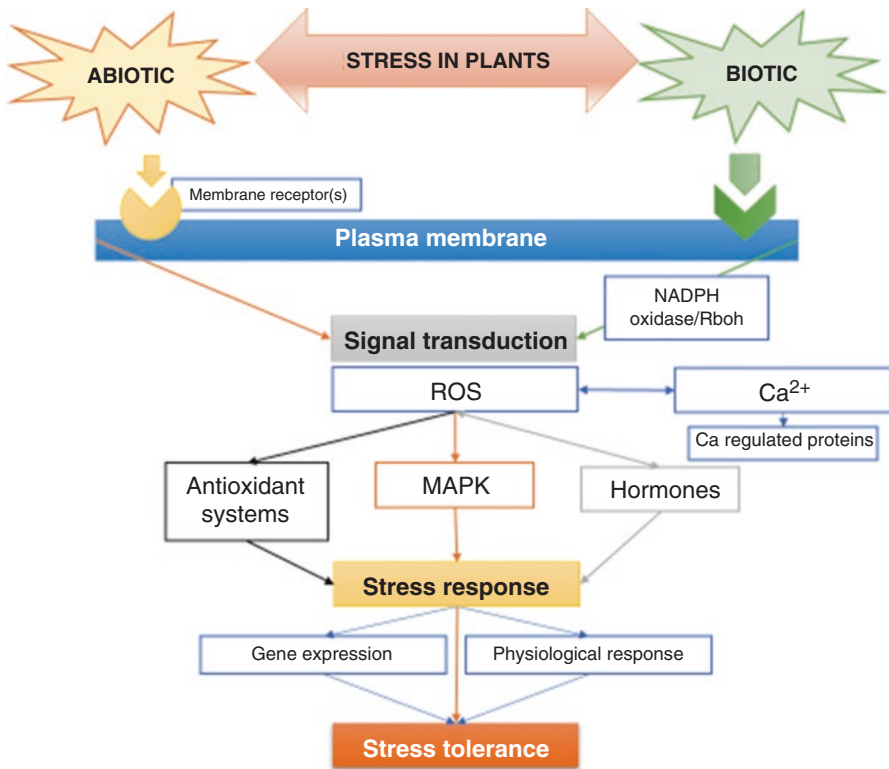 STRESS IN PLANTS
ABIOTIC
BIOTIC
Membrane receptor(s)
Plasma membrane
NADPH
oxidase/Rboh
Signal transduction
ROS
Ca²⁺
Ca regulated proteins
Antioxidant
systems
MAPK
Hormones
Stress response
Gene expression
Physiological response
Stress tolerance